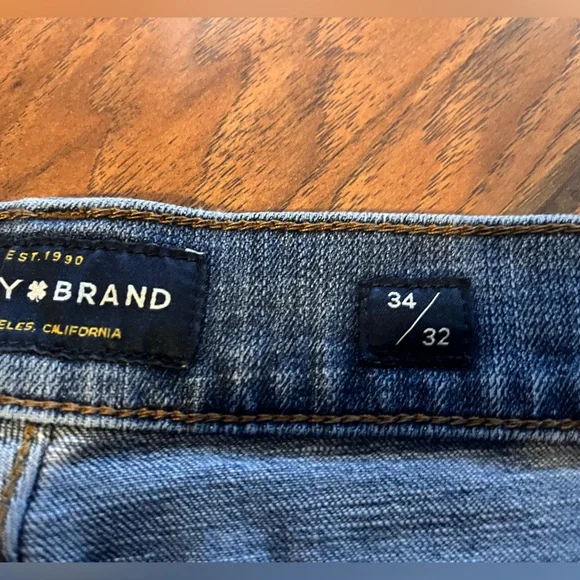 EST. 1990
Y BRAND
ELES, CALIFORNIA
34/32